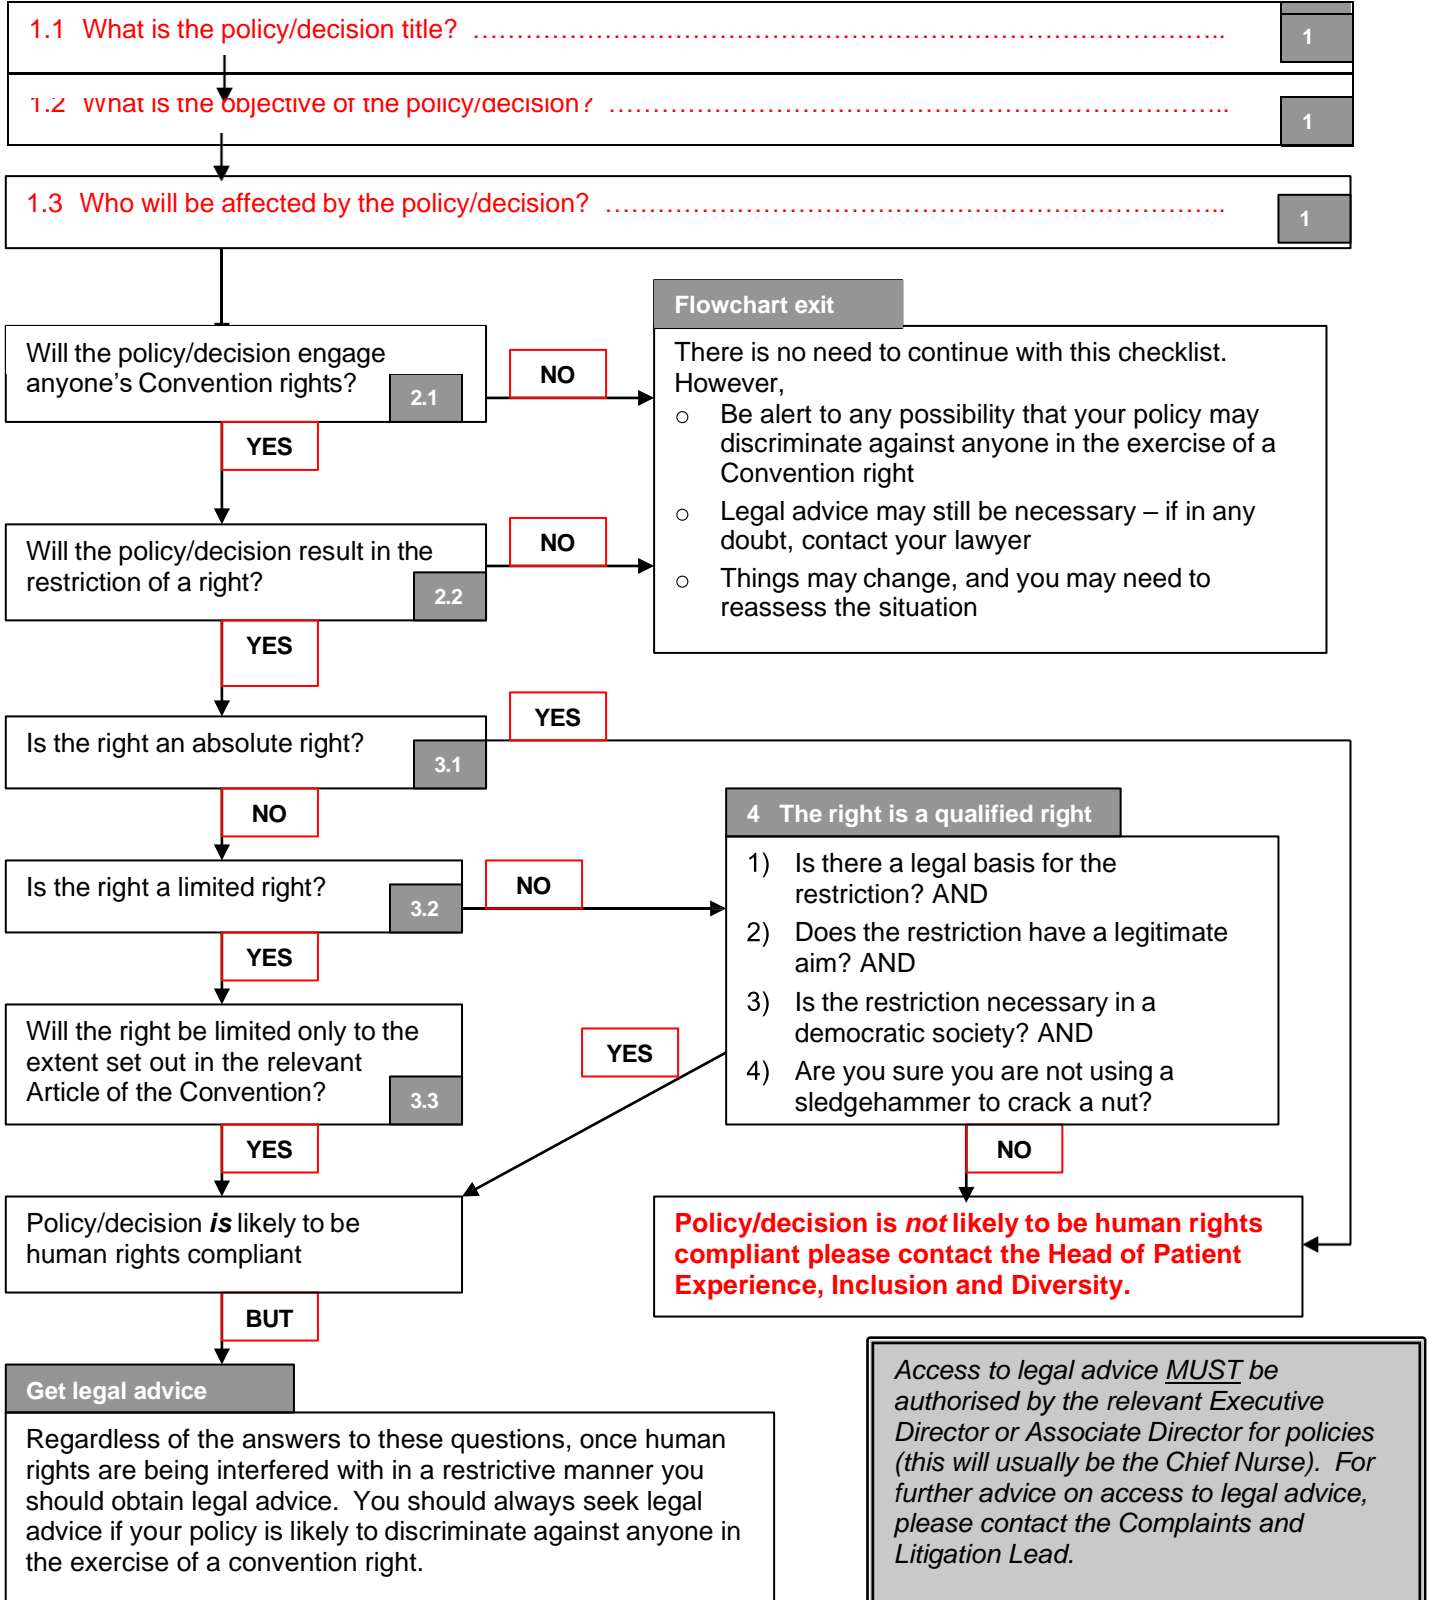 1.1 What is the policy/decision title? …………………………………………………………………………..
1
1.2 What is the objective of the policy/decision? ……………………………………………………………..
1
1.3 Who will be affected by the policy/decision? ……………………………………………………………..
1
Flowchart exit
Will the policy/decision engage
anyone’s Convention rights?
2.1
NO
There is no need to continue with this checklist.
However,
o Be alert to any possibility that your policy may
discriminate against anyone in the exercise of a
Convention right
o Legal advice may still be necessary – if in any
doubt, contact your lawyer
o Things may change, and you may need to
reassess the situation
YES
Will the policy/decision result in the
restriction of a right?
2.2
NO
YES
Is the right an absolute right?
3.1
YES
NO
Is the right a limited right?
3.2
NO
4 The right is a qualified right
1) Is there a legal basis for the
restriction? AND
2) Does the restriction have a legitimate
aim? AND
3) Is the restriction necessary in a
democratic society? AND
4) Are you sure you are not using a
sledgehammer to crack a nut?
YES
Will the right be limited only to the
extent set out in the relevant
Article of the Convention?
3.3
YES
YES
NO
Policy/decision is likely to be
human rights compliant
Policy/decision is not likely to be human rights
compliant please contact the Head of Patient
Experience, Inclusion and Diversity.
BUT
Get legal advice
Regardless of the answers to these questions, once human
rights are being interfered with in a restrictive manner you
should obtain legal advice. You should always seek legal
advice if your policy is likely to discriminate against anyone in
the exercise of a convention right.
Access to legal advice MUST be
authorised by the relevant Executive
Director or Associate Director for policies
(this will usually be the Chief Nurse). For
further advice on access to legal advice,
please contact the Complaints and
Litigation Lead.